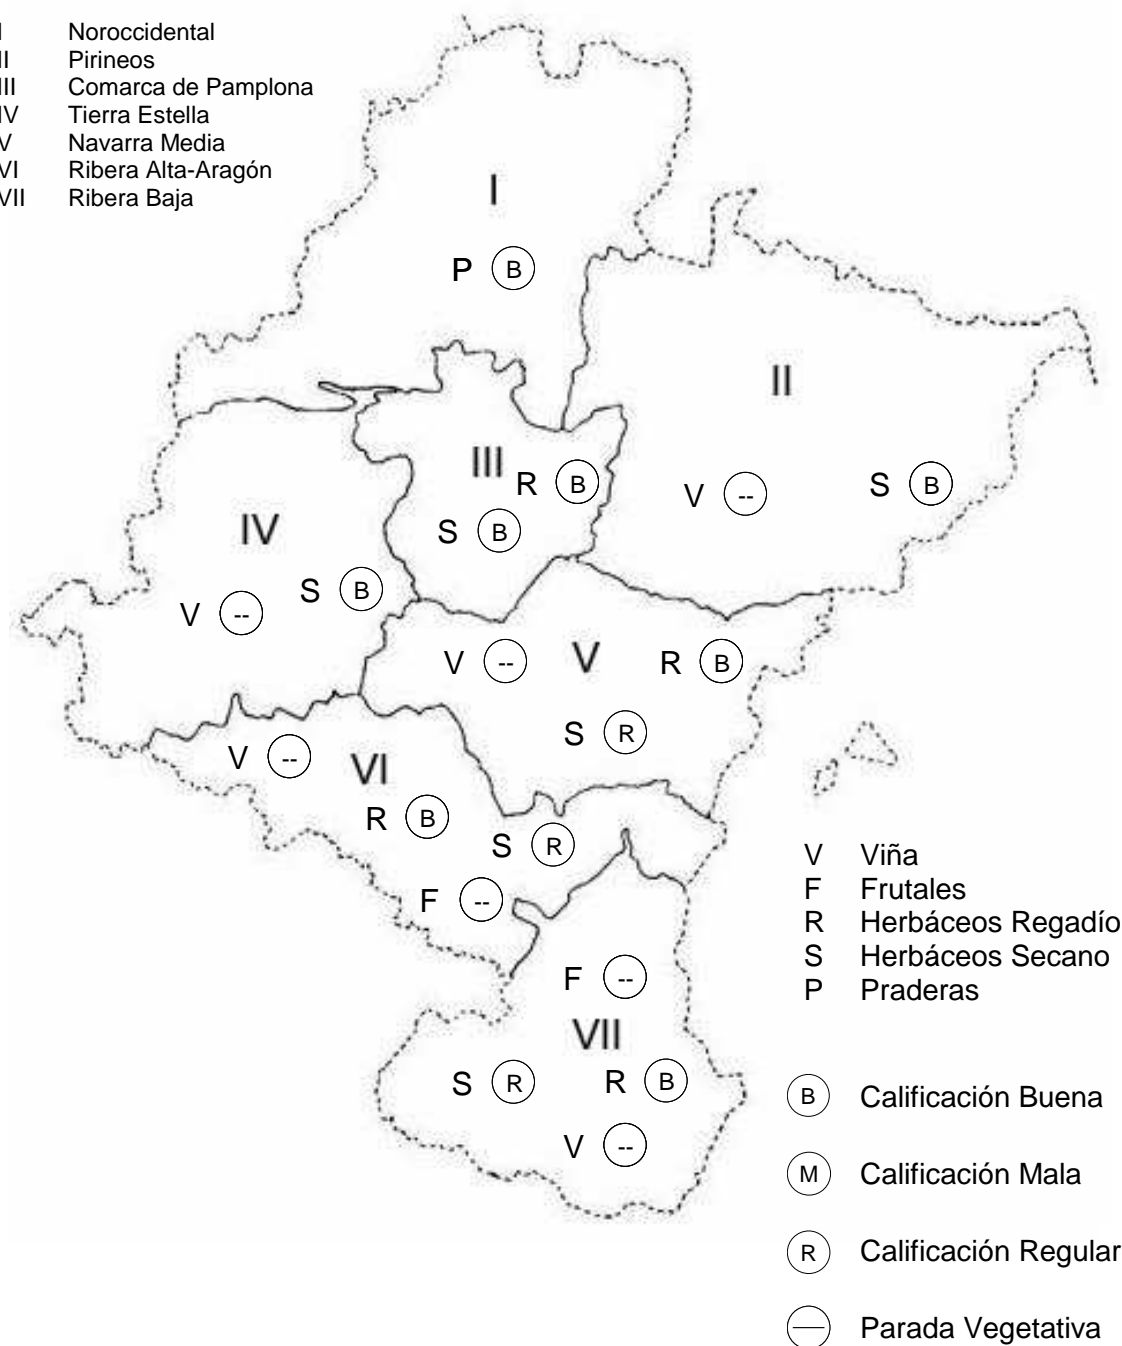 I Noroccidental
II Pirineos
III Comarca de Pamplona
IV Tierra Estella
V Navarra Media
VI Ribera Alta-Aragón
VII Ribera Baja
I
P B
II
III
R B
V --
S B
S B
IV
S B
V --
V -- V R B
S R
V -- VI
R B
S R
F --
V Viña
F Frutales
R Herbáceos Regadío
S Herbáceos Secano
P Praderas
F --
VII
S R R B
V --
B Calificación Buena
M Calificación Mala
R Calificación Regular
— Parada Vegetativa